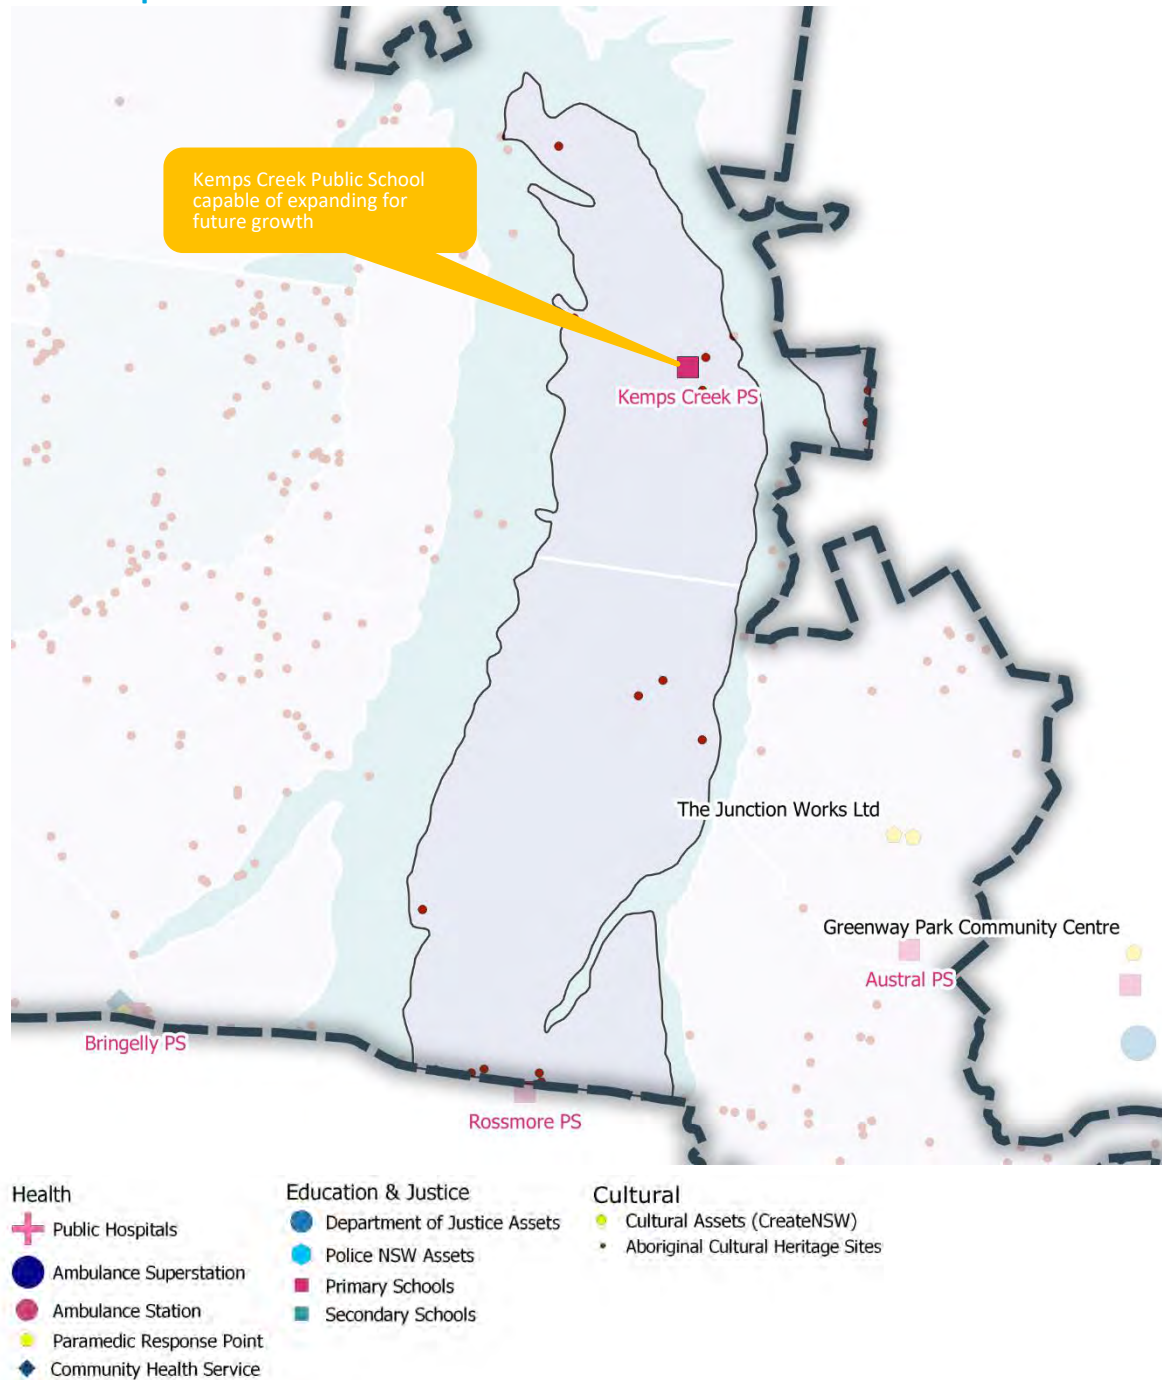 Kemps Creek Public School
capable of expanding for
future growth
Kemps Creek PS
The Junction Works Ltd
Greenway Park Community Centre
Austral PS
Bringelly PS
Rossmore PS
Health
Public Hospitals
Ambulance Superstation
Ambulance Station
Paramedic Response Point
Community Health Service
Education & Justice
Department of Justice Assets
Police NSW Assets
Primary Schools
Secondary Schools
Cultural
Cultural Assets (CreateNSW)
Aboriginal Cultural Heritage Sites